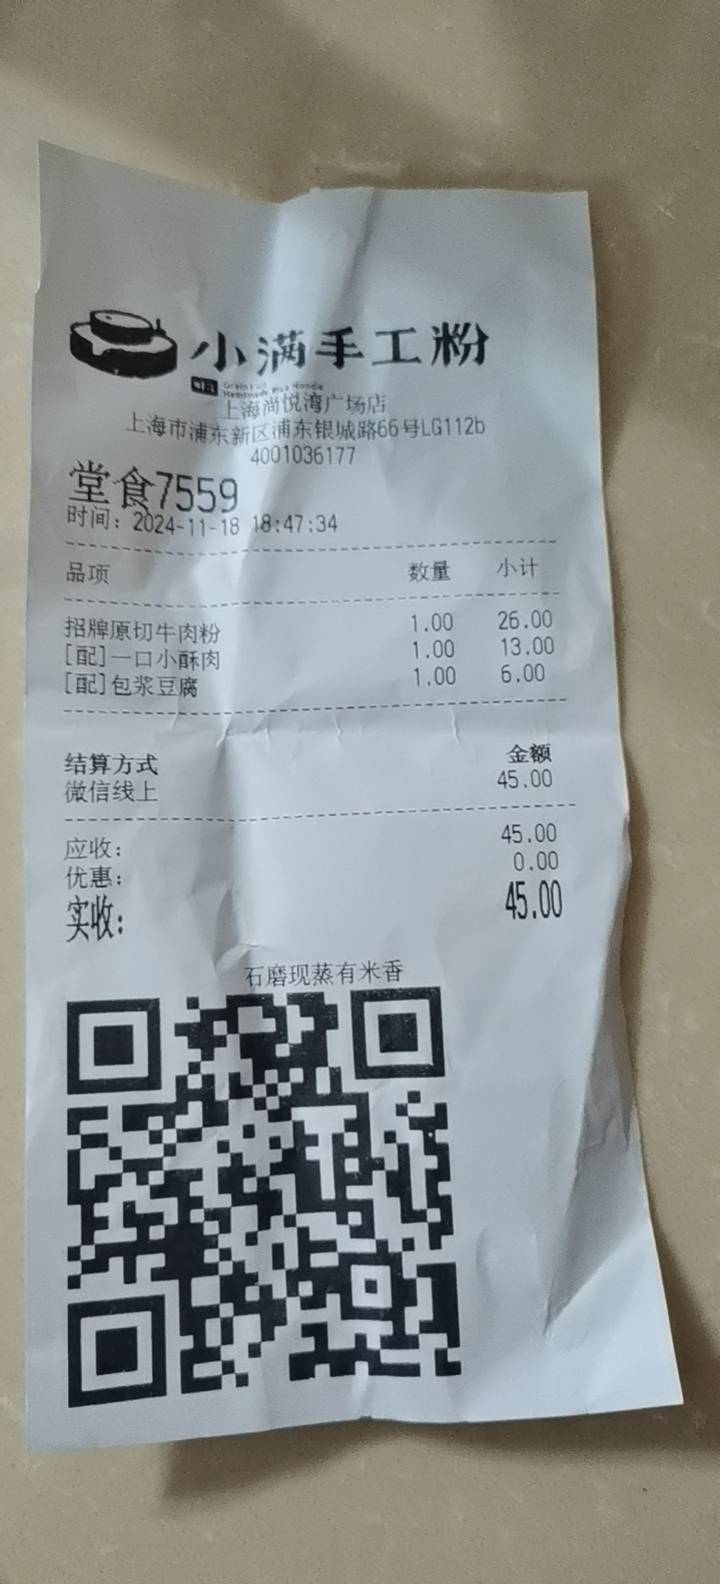 小满手工粉
Handmade Rice Noodle
上海尚悦湾广场店
上海市浦东新区浦东银城路66号LG112b
4001036177
堂食7559
时间：2024-11-18 18:47:34
品项 数量 小计
招牌原切牛肉粉 1.00 26.00
[配]一口小酥肉 1.00 13.00
[配]包浆豆腐 1.00 6.00
结算方式 金额
微信线上 45.00
应收： 45.00
优惠： 0.00
实收： 45.00
石磨现蒸有米香